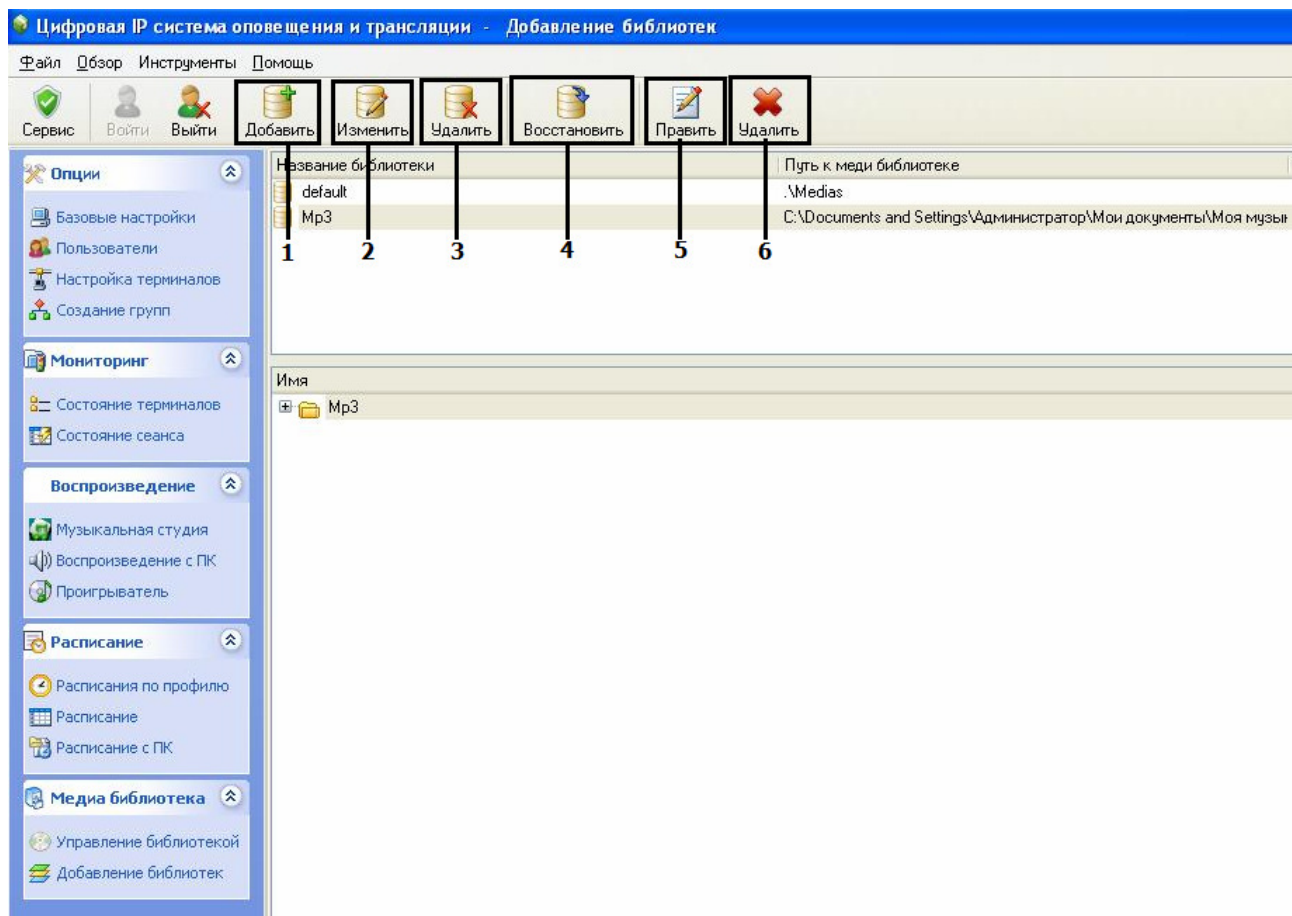 Цифровая IP система оповещения и трансляции - Добавление библиотек
Файл Обзор Инструменты Помощь
Сервис Войти Выйти Добавить Изменить Удалить Восстановить Править Удалить
Опции
Базовые настройки
Пользователи
Настройка терминалов
Создание групп
Мониторинг
Состояние терминалов
Состояние сеанса
Воспроизведение
Музыкальная студия
Воспроизведение с ПК
Проигрыватель
Расписание
Расписания по профилю
Расписание
Расписание с ПК
Медиа библиотека
Управление библиотекой
Добавление библиотек
Название библиотеки Путь к меди библиотеке
default .\Medias
Mp3 C:\Documents and Settings\Администратор\Мои документы\Моя музык
1 2 3 4 5 6
Имя
Mp3